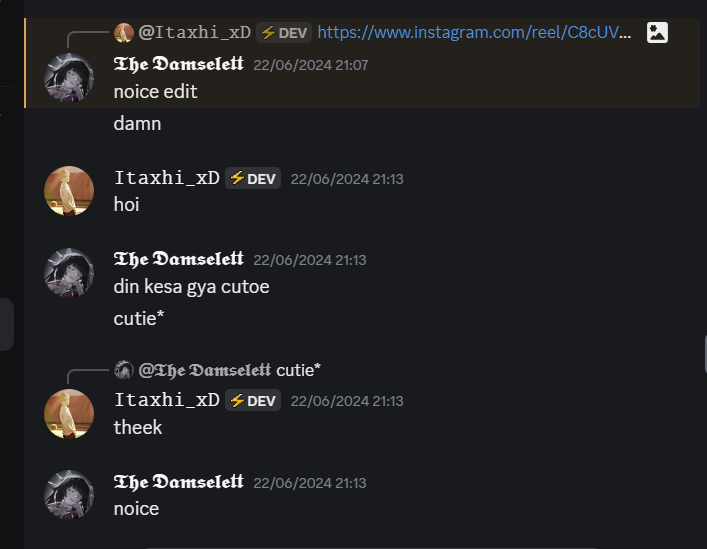 @Itaxhi_xD ⚡DEV https://www.instagram.com/reel/C8cUV...
The Damselett 22/06/2024 21:07
noice edit
damn
Itaxhi_xD ⚡DEV 22/06/2024 21:13
hoi
The Damselett 22/06/2024 21:13
din kesa gya cutoe
cutie*
@The Damselett cutie*
Itaxhi_xD ⚡DEV 22/06/2024 21:13
theek
The Damselett 22/06/2024 21:13
noice